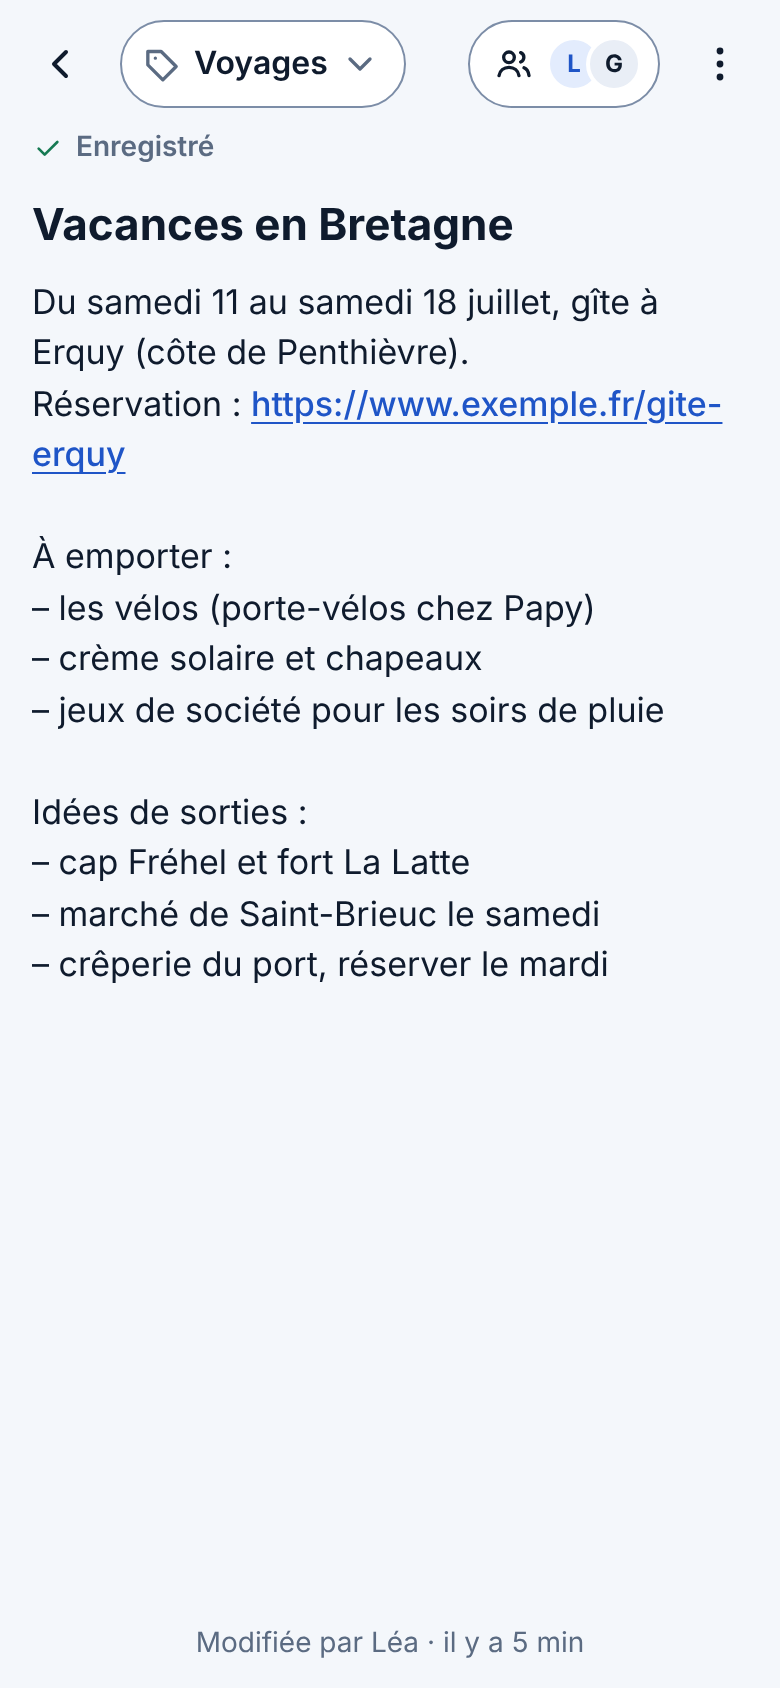 Voyages
L G
Enregistré
Vacances en Bretagne
Du samedi 11 au samedi 18 juillet, gîte à
Erquy (côte de Penthièvre).
Réservation : https://www.exemple.fr/gite-
erquy
À emporter :
– les vélos (porte-vélos chez Papy)
– crème solaire et chapeaux
– jeux de société pour les soirs de pluie
Idées de sorties :
– cap Fréhel et fort La Latte
– marché de Saint-Brieuc le samedi
– crêperie du port, réserver le mardi
Modifiée par Léa · il y a 5 min